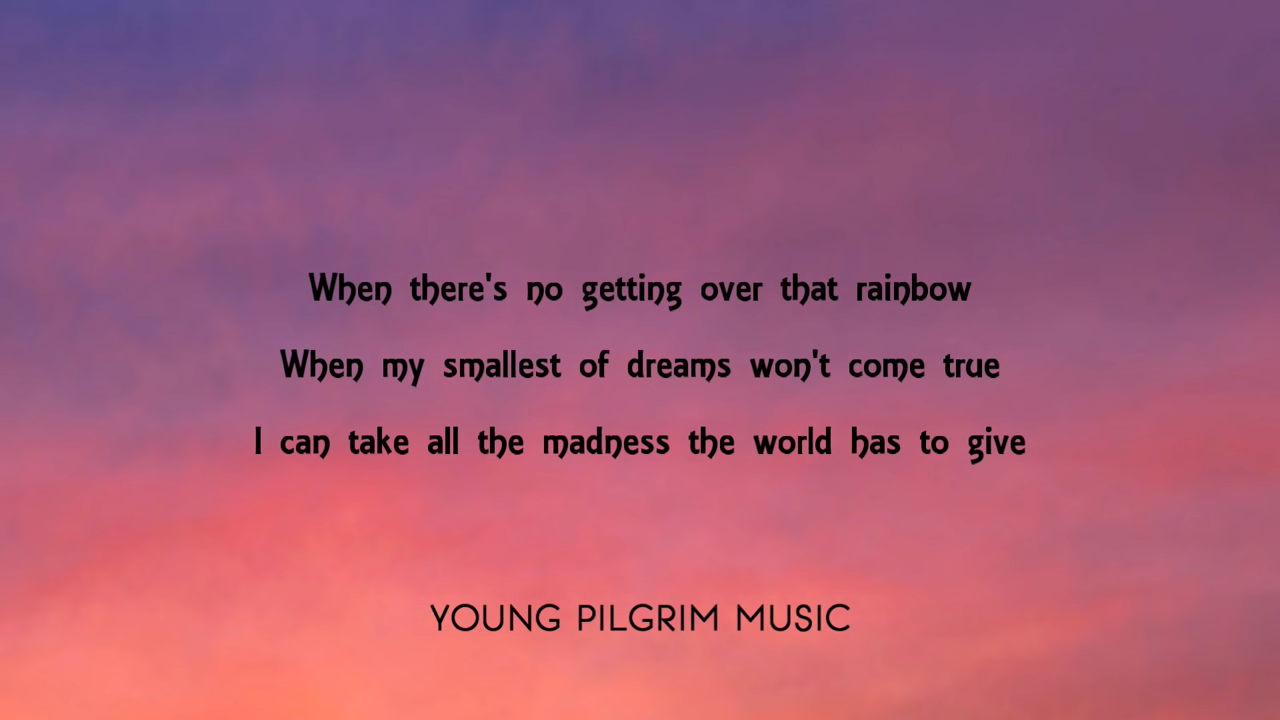 When there's no getting over that rainbow
When my smallest of dreams won't come true
I can take all the madness the world has to give
YOUNG PILGRIM MUSIC